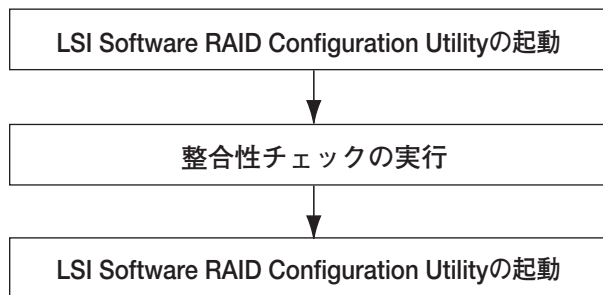 LSI Software RAID Configuration Utilityの起動
整合性チェックの実行
LSI Software RAID Configuration Utilityの起動